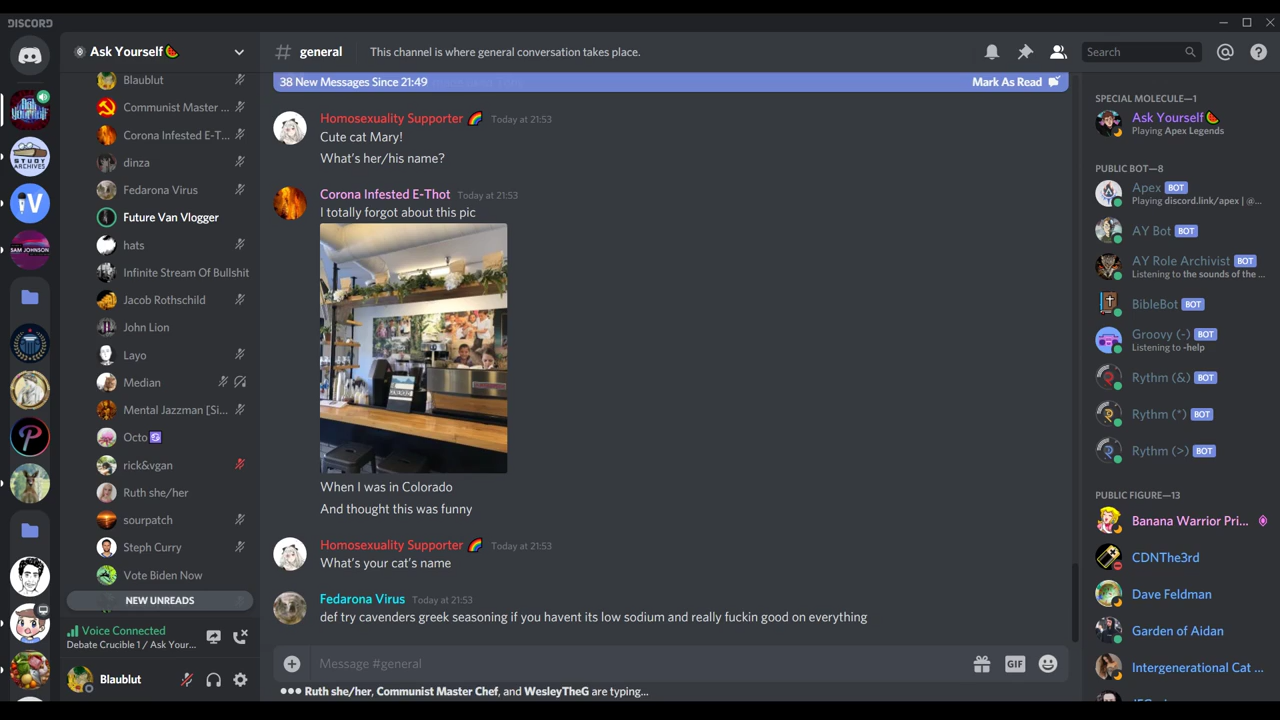 DISCORD
Ask Yourself🍉
Blaublut
Communist Master ...
Corona Infested E-T...
dinza
Fedarona Virus
Future Van Vlogger
hats
Infinite Stream Of Bullshit
Jacob Rothschild
John Lion
Layo
Median
Mental Jazzman [Si...
Octo
rick&vgan
Ruth she/her
sourpatch
Steph Curry
Vote Biden Now
NEW UNREADS
Voice Connected
Debate Crucible 1 / Ask Your...
Blaublut
STUDY
ARCHIVES
V
SAM JOHNSON
# general
This channel is where general conversation takes place.
Search
38 New Messages Since 21:49
Mark As Read
Homosexuality Supporter 🌈 Today at 21:53
Cute cat Mary!
What's her/his name?
Corona Infested E-Thot Today at 21:53
I totally forgot about this pic
When I was in Colorado
And thought this was funny
Homosexuality Supporter 🌈 Today at 21:53
What's your cat's name
Fedarona Virus Today at 21:53
def try cavenders greek seasoning if you havent its low sodium and really fuckin good on everything
Message #general
GIF
Ruth she/her, Communist Master Chef, and WesleyTheG are typing...
SPECIAL MOLECULE—1
Ask Yourself🍉
Playing Apex Legends
PUBLIC BOT—8
Apex BOT
Playing discord.link/apex | @...
AY Bot BOT
AY Role Archivist BOT
Listening to the sounds of the ...
BibleBot BOT
Groovy (-) BOT
Listening to -help
Rythm (&) BOT
Rythm (*) BOT
Rythm (>) BOT
PUBLIC FIGURE—13
Banana Warrior Pri...
CDNThe3rd
Dave Feldman
Garden of Aidan
Intergenerational Cat ...